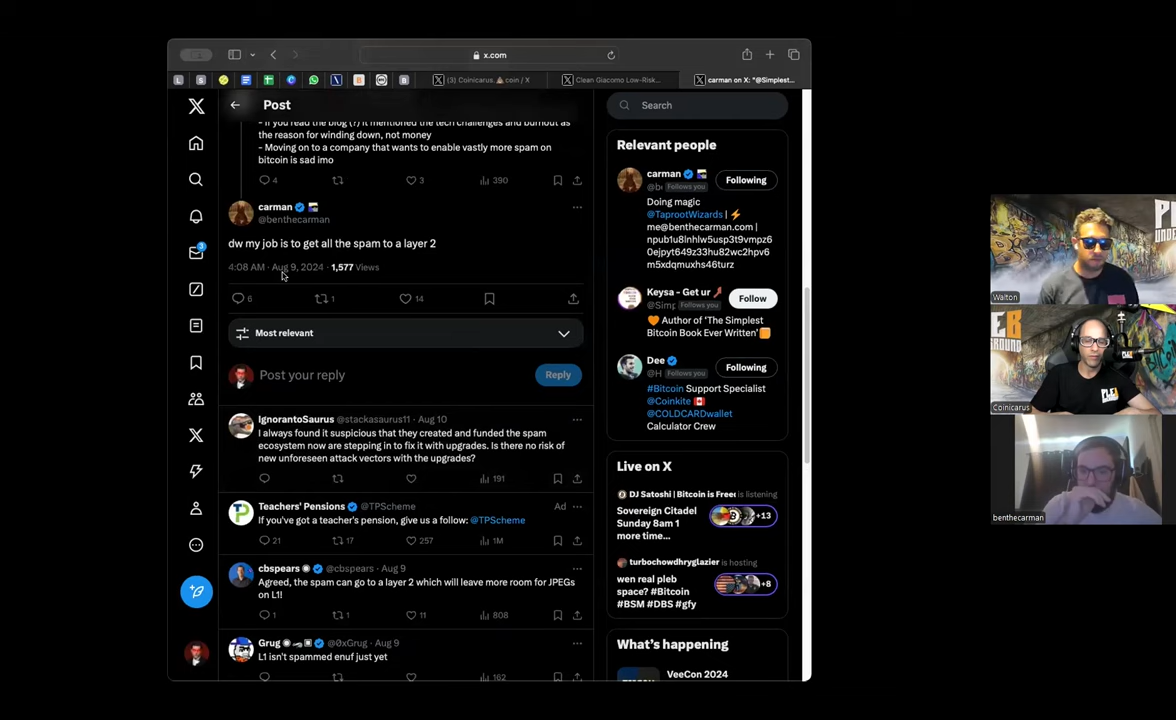 x.com
(3) Coinicarus.
coin / X
Clean Giacomo Low-Risk...
carman on X: "@Simplest...
Post
- If you read the blog (?) it mentioned the tech challenges and burnout as
the reason for winding down, not money
- Moving on to a company that wants to enable vastly more spam on
bitcoin is sad imo
4
3
390
carman
@benthecarman
dw my job is to get all the spam to a layer 2
4:08 AM · Aug 9, 2024 · 1,577 Views
6
1
14
Most relevant
Post your reply
Reply
IgnorantoSaurus @stackasaurus11 · Aug 10
I always found it suspicious that they created and funded the spam
ecosystem now are stepping in to fix it with upgrades. Is there no risk of
new unforeseen attack vectors with the upgrades?
191
Teachers' Pensions @TPScheme
Ad
If you've got a teacher's pension, give us a follow: @TPScheme
21
17
257
1M
cbspears @cbspears · Aug 9
Agreed, the spam can go to a layer 2 which will leave more room for JPEGs
on L1!
1
1
11
808
Grug @0xGrug · Aug 9
L1 isn't spammed enuf just yet
162
3
Search
Relevant people
carman
Follows you
Following
Doing magic
@TaprootWizards |
me@benthecarman.com |
Keysa - Get ur
Follows you
Follow
Author of 'The Simplest
Bitcoin Book Ever Written'
Dee
Follows you
Following
#Bitcoin Support Specialist
@Coinkite
@COLDCARDwallet
Calculator Crew
Live on X
DJ Satoshi | Bitcoin is Free is listening
Sovereign Citadel
Sunday 8am 1
more time...
+13
turbochowdhryglazier is hosting
wen real pleb
space? #Bitcoin
#BSM #DBS #gfy
+8
What's happening
VeeCon 2024
Walton
Coinicarus
benthecarman